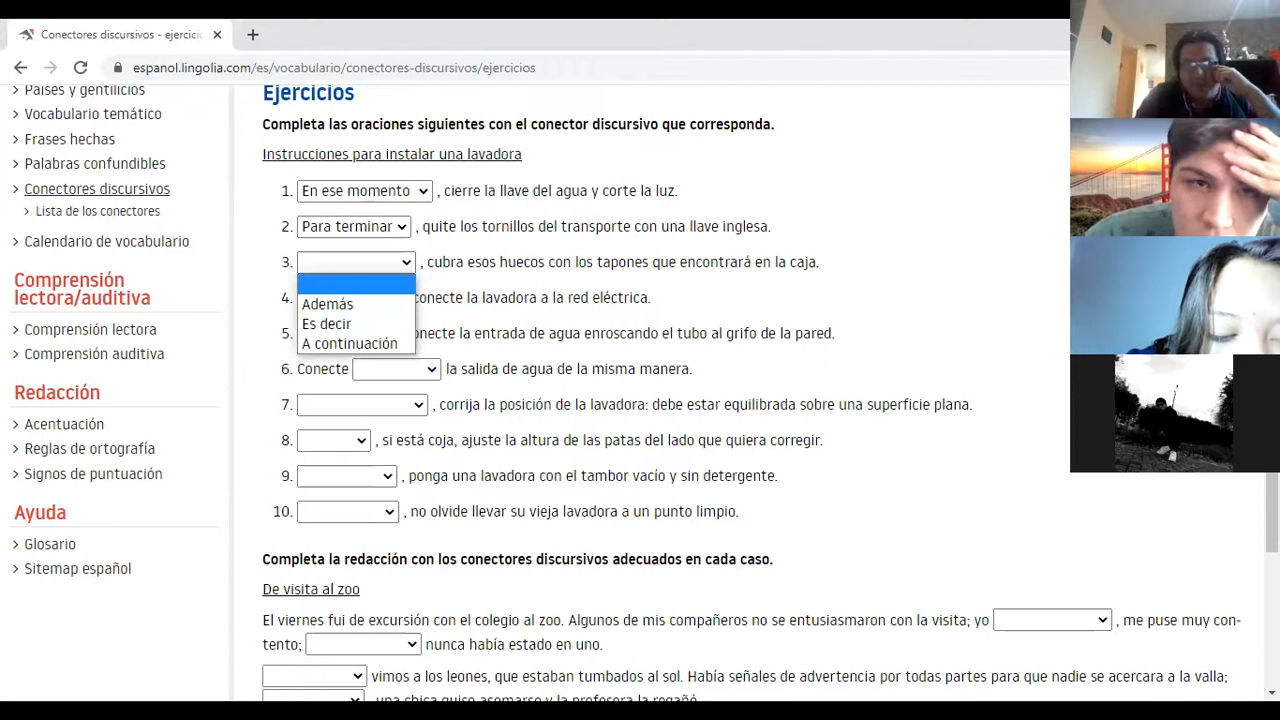 Conectores discursivos - ejercici
espanol.lingolia.com/es/vocabulario/conectores-discursivos/ejercicios
Países y gentilicios
Vocabulario temático
Frases hechas
Palabras confundibles
Conectores discursivos
Lista de los conectores
Calendario de vocabulario
Comprensión
lectora/auditiva
Comprensión lectora
Comprensión auditiva
Redacción
Acentuación
Reglas de ortografía
Signos de puntuación
Ayuda
Glosario
Sitemap español
Ejercicios
Completa las oraciones siguientes con el conector discursivo que corresponda.
Instrucciones para instalar una lavadora
1. En ese momento , cierre la llave del agua y corte la luz.
2. Para terminar , quite los tornillos del transporte con una llave inglesa.
3. , cubra esos huecos con los tapones que encontrará en la caja.
Además
Es decir
A continuación
4. conecte la lavadora a la red eléctrica.
5. onecte la entrada de agua enroscando el tubo al grifo de la pared.
6. Conecte la salida de agua de la misma manera.
7. , corrija la posición de la lavadora: debe estar equilibrada sobre una superficie plana.
8. , si está coja, ajuste la altura de las patas del lado que quiera corregir.
9. , ponga una lavadora con el tambor vacío y sin detergente.
10. , no olvide llevar su vieja lavadora a un punto limpio.
Completa la redacción con los conectores discursivos adecuados en cada caso.
De visita al zoo
El viernes fui de excursión con el colegio al zoo. Algunos de mis compañeros no se entusiasmaron con la visita; yo , me puse muy con-
tento; nunca había estado en uno.
vimos a los leones, que estaban tumbados al sol. Había señales de advertencia por todas partes para que nadie se acercara a la valla;
, una chica quiso asomarse y la profesora la regañó.